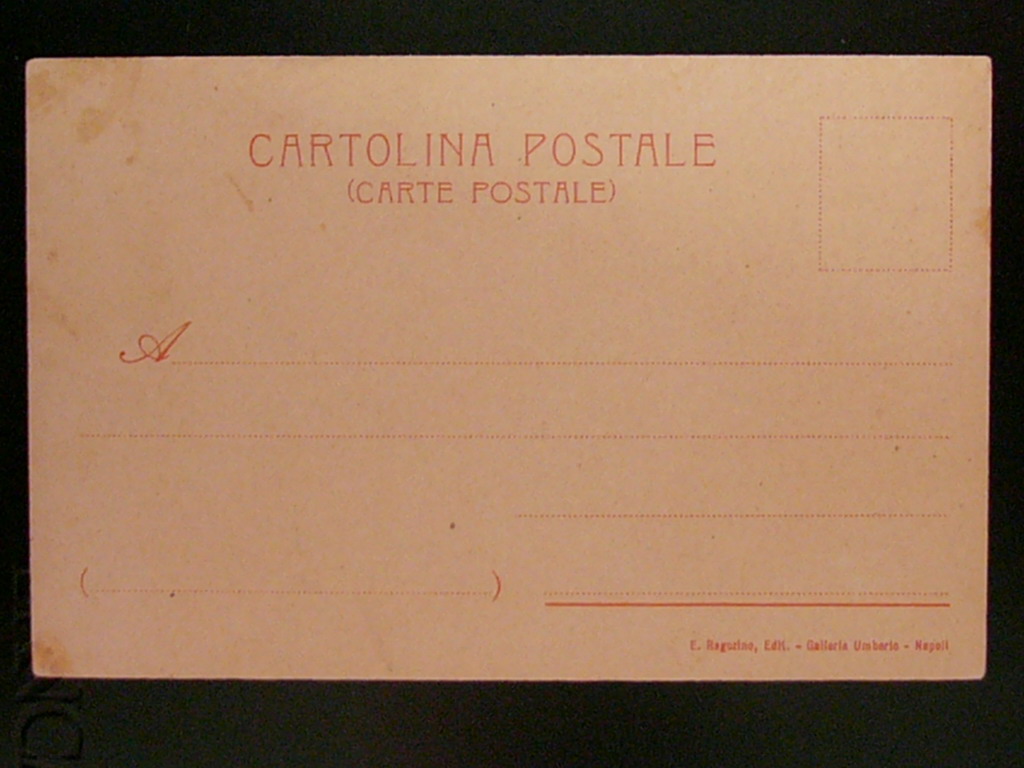 CARTOLINA POSTALE
(CARTE POSTALE)
A
( )
E. Ragozino, Edit. - Galleria Umberto - Napoli